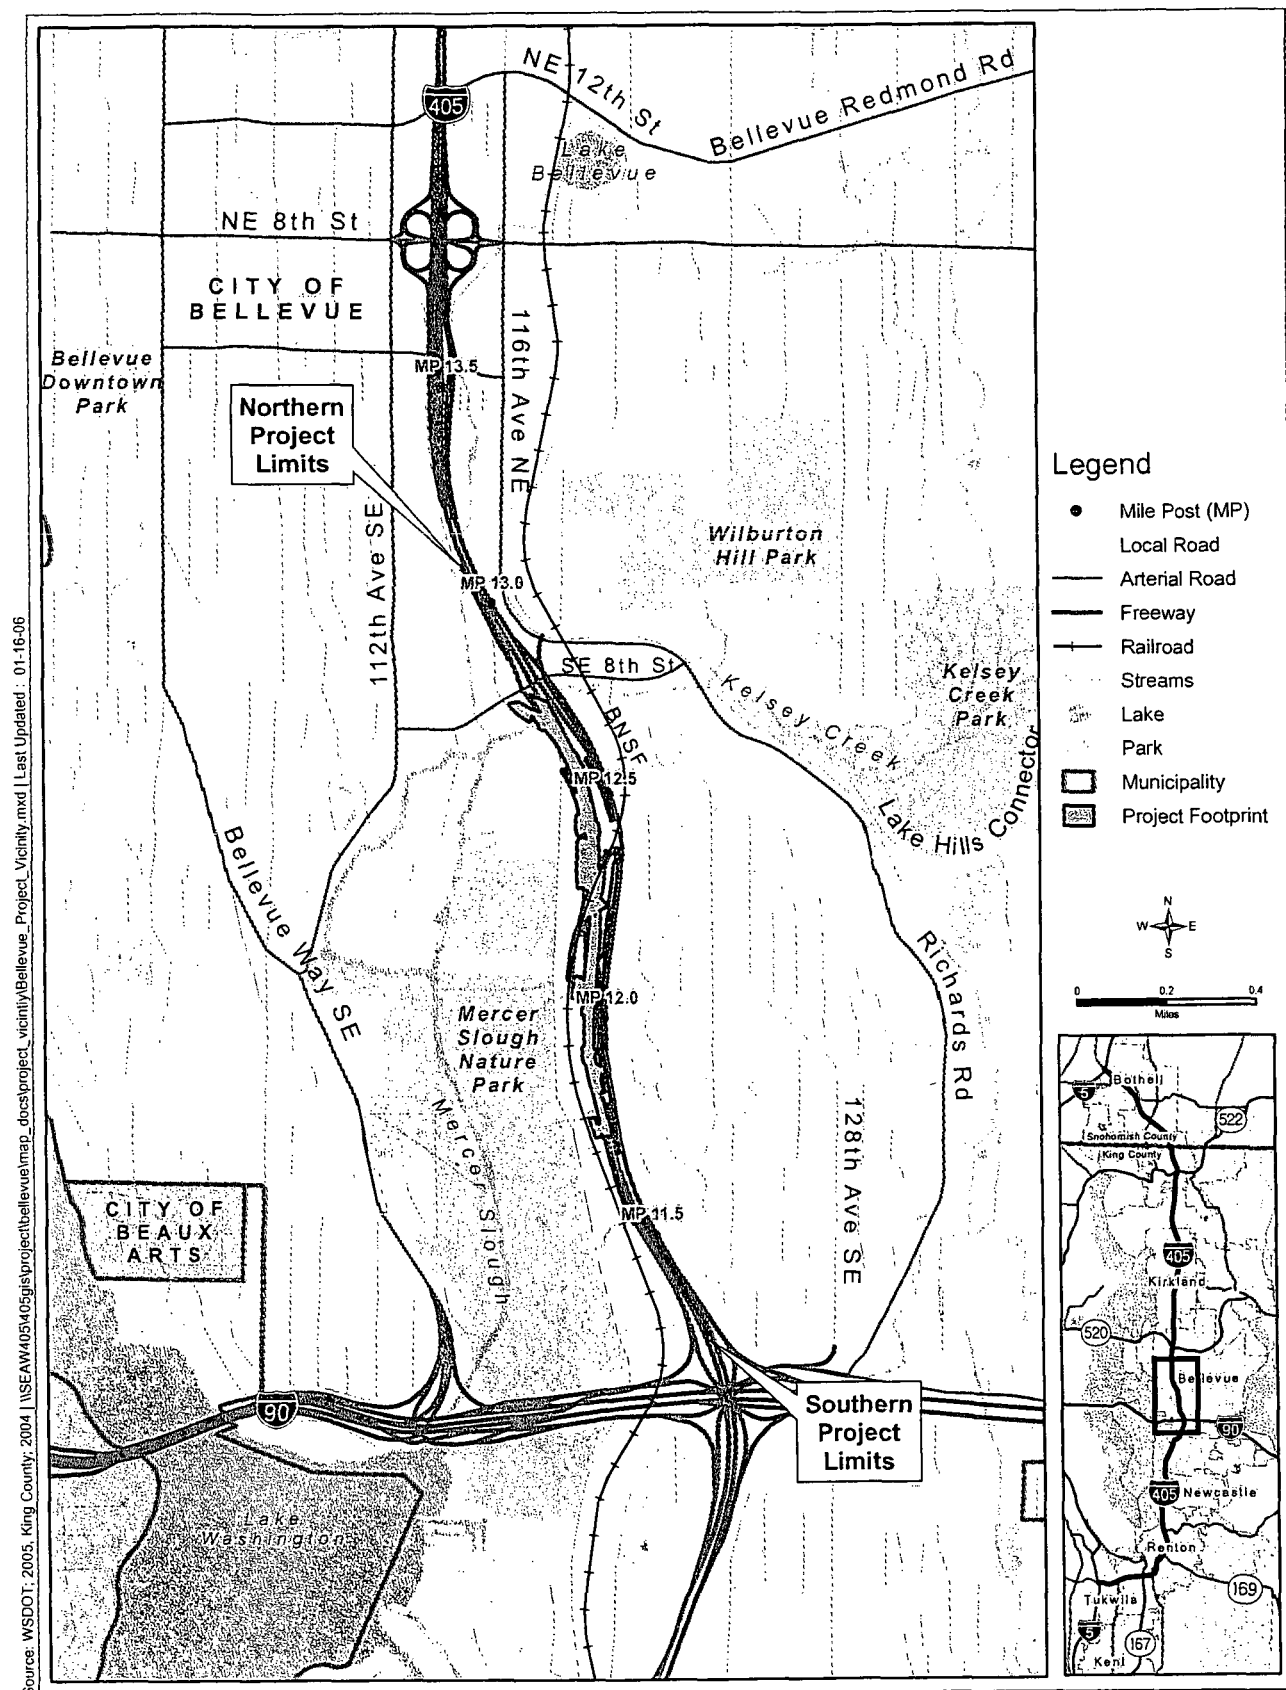 NE 12th St
Bellevue Redmond Rd
405
Lake
Bellevue
NE 8th St
CITY OF
BELLEVUE
116th Ave NE
Bellevue
Downtown
Park
MP 13.5
Northern
Project
Limits
112th Ave SE
Wilburton
Hill Park
MP 13.0
SE 8th St
Kelsey
Creek
Park
Kelsey Creek
BNSF
MP 12.5
Lake Hills Connector
Bellevue Way SE
Richards Rd
MP 12.0
Mercer
Slough
Nature
Park
Mercer Slough
128th Ave SE
CITY OF
BEAUX
ARTS
MP 11.5
90
Southern
Project
Limits
Lake
Washington
Legend
Mile Post (MP)
Local Road
Arterial Road
Freeway
Railroad
Streams
Lake
Park
Municipality
Project Footprint
N
W E
S
0 0.2 0.4
Miles
Bothell
5
522
Snohomish County
King County
405
Kirkland
520
Bellevue
90
405
Newcastle
Renton
169
Tukwila
5
167
Kent
Source: WSDOT, 2005, King County, 2004 | \\SEAW405\405gis\project\bellevue\map_docs\project_vicinity\Bellevue_Project_Vicinity.mxd | Last Updated : 01-16-06